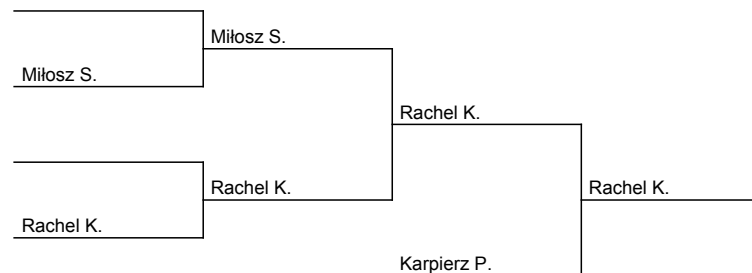 Miłosz S.
Miłosz S.
Rachel K.
Rachel K.
Rachel K.
Rachel K.
Karpierz P.